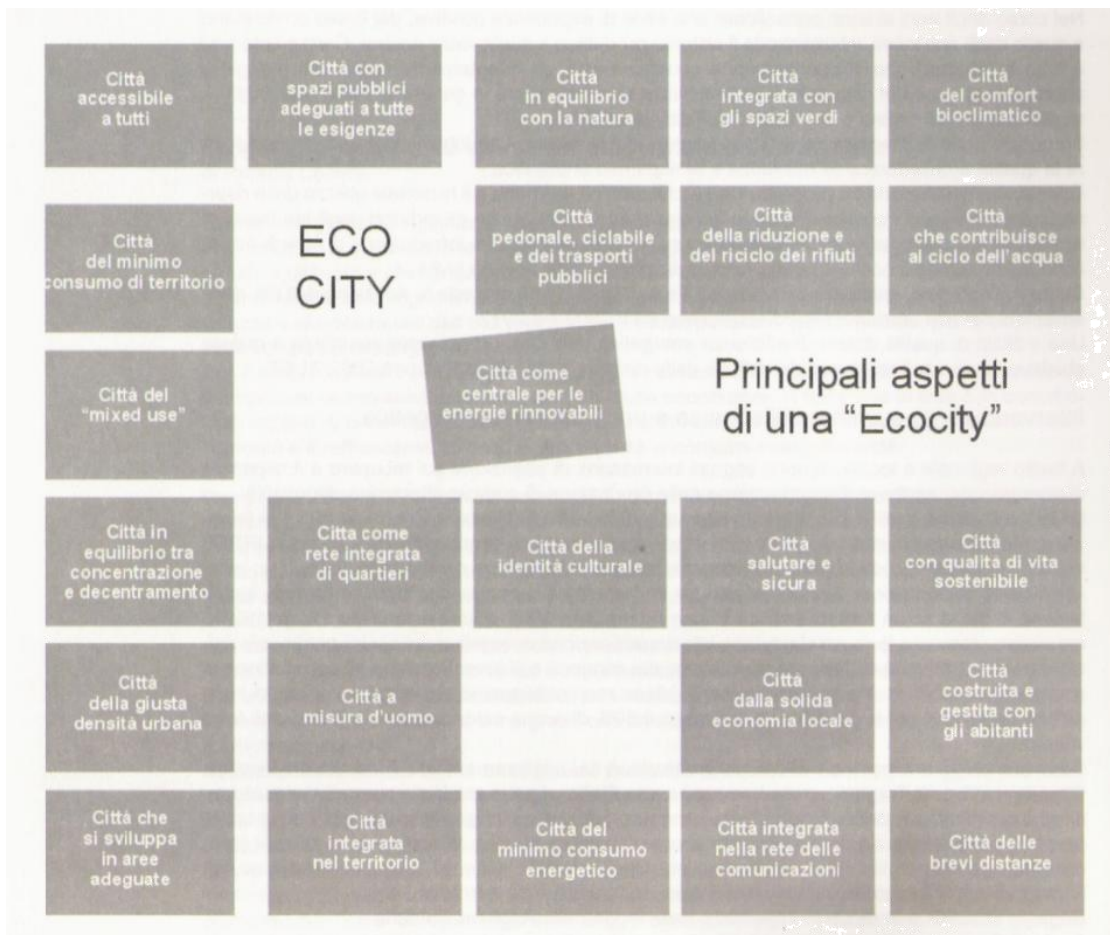 Città
accessibile
a tutti
Città con
spazi pubblici
adeguati a tutte
le esigenze
Città
in equilibrio
con la natura
Città
integrata con
gli spazi verdi
Città
del comfort
bioclimatico
Città
del minimo
consumo di territorio
ECO
CITY
Città
pedonale, ciclabile
e dei trasporti
pubblici
Città
della riduzione e
del riciclo dei rifiuti
Città
che contribuisce
al ciclo dell'acqua
Città del
“mixed use”
Città come
centrale per le
energie rinnovabili
Principali aspetti
di una “Ecocity”
Città in
equilibrio tra
concentrazione
e decentramento
Citta come
rete integrata
di quartieri
Città della
identità culturale
Città
salutare e
sicura
Città
con qualità di vita
sostenibile
Città
della giusta
densità urbana
Città a
misura d'uomo
Città
dalla solida
economia locale
Città
costruita e
gestita con
gli abitanti
Città che
si sviluppa
in aree
adeguate
Città
integrata
nel territorio
Città del
minimo consumo
energetico
Città integrata
nella rete delle
comunicazioni
Città delle
brevi distanze